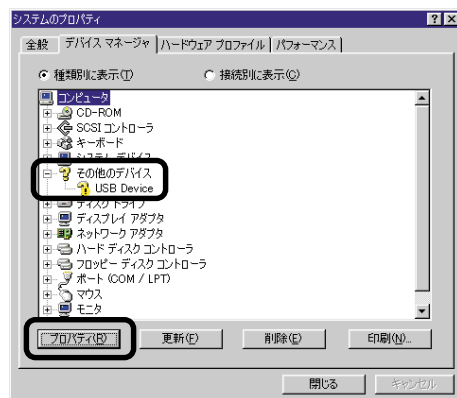 システムのプロパティ
全般 デバイス マネージャ ハードウェア プロファイル パフォーマンス
種類別に表示(T) 接続別に表示(C)
コンピュータ
CD-ROM
SCSI コントローラ
キーボード
システム デバイス
その他のデバイス
USB Device
ディスク ドライブ
ディスプレイ アダプタ
ネットワーク アダプタ
ハード ディスク コントローラ
フロッピー ディスク コントローラ
ポート (COM / LPT)
マウス
モニタ
プロパティ(R) 更新(F) 削除(E) 印刷(N)...
閉じる キャンセル